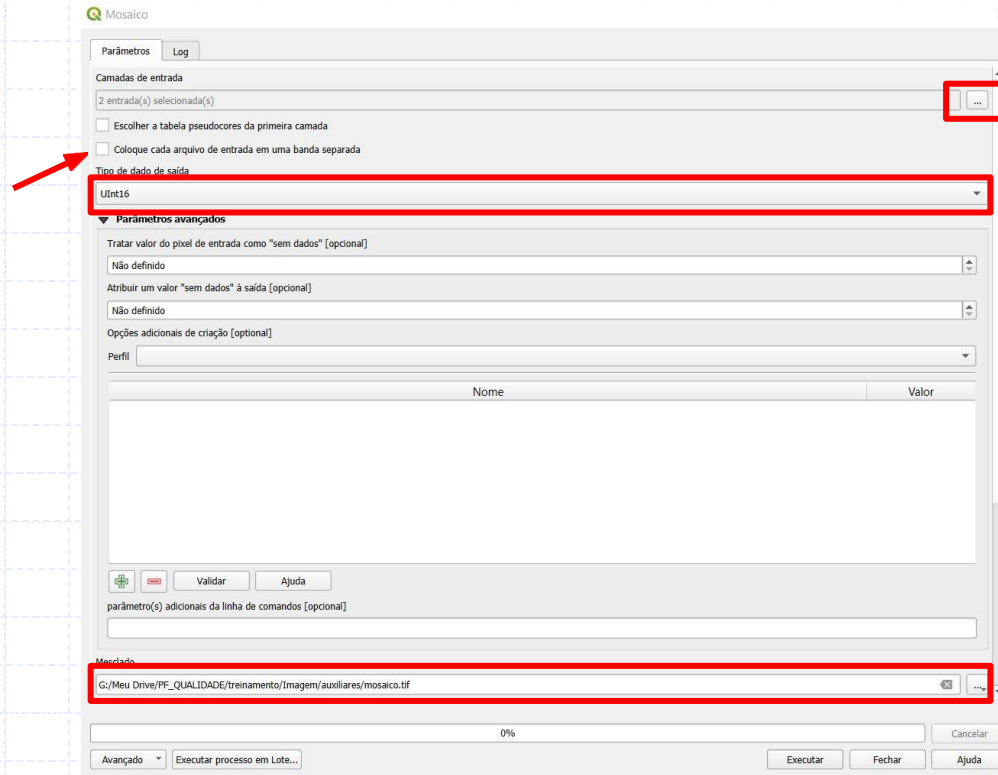 Mosaico
Parâmetros Log
Camadas de entrada
2 entrada(s) selecionada(s) ...
Escolher a tabela pseudocores da primeira camada
Coloque cada arquivo de entrada em uma banda separada
Tipo de dado de saída
UInt16
Parâmetros avançados
Tratar valor do pixel de entrada como "sem dados" [opcional]
Não definido
Atribuir um valor "sem dados" à saída [opcional]
Não definido
Opções adicionais de criação [optional]
Perfil
Nome Valor
Validar Ajuda
parâmetro(s) adicionais da linha de comandos [opcional]
Mesclado
G:/Meu Drive/PF_QUALIDADE/treinamento/Imagem/auxiliares/mosaico.tif ...
0% Cancelar
Avançado Executar processo em Lote... Executar Fechar Ajuda